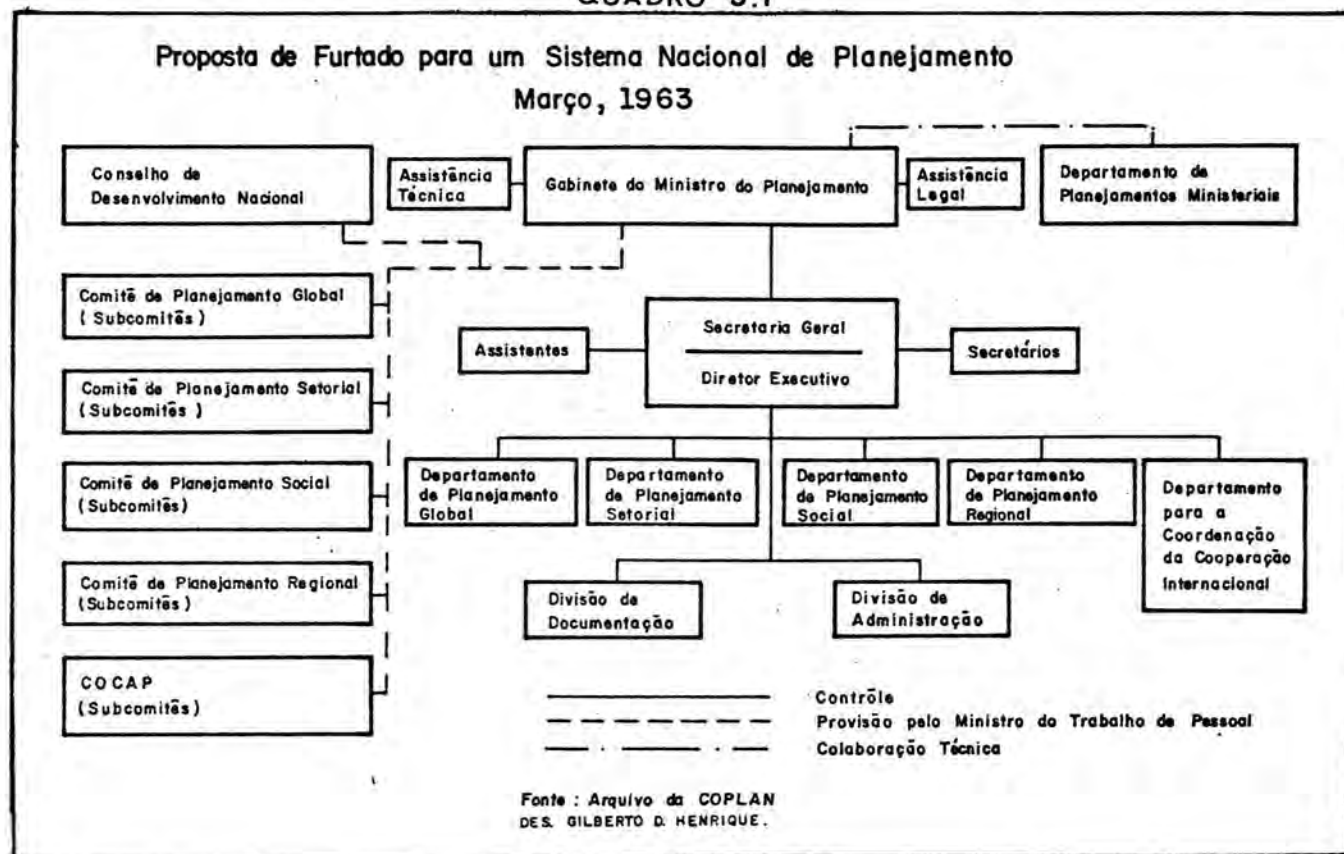 Proposta de Furtado para um Sistema Nacional de Planejamento
Março, 1963
Conselho de
Desenvolvimento Nacional
Assistência
Técnica
Gabinete do Ministro do Planejamento
Assistência
Legal
Departamento de
Planejamentos Ministeriais
Comitê de Planejamento Global
(Subcomitês)
Comitê de Planejamento Setorial
(Subcomitês)
Comitê de Planejamento Social
(Subcomitês)
Comitê de Planejamento Regional
(Subcomitês)
COCAP
(Subcomitês)
Assistentes
Secretaria Geral
Diretor Executivo
Secretários
Departamento
de Planejamento
Global
Departamento
de Planejamento
Setorial
Departamento
de Planejamento
Social
Departamento
de Planejamento
Regional
Departamento
para a
Coordenação
da Cooperação
Internacional
Divisão de
Documentação
Divisão de
Administração
Contrôle
Provisão pelo Ministro do Trabalho de Pessoal
Colaboração Técnica
Fonte : Arquivo da COPLAN
DES. GILBERTO D. HENRIQUE.